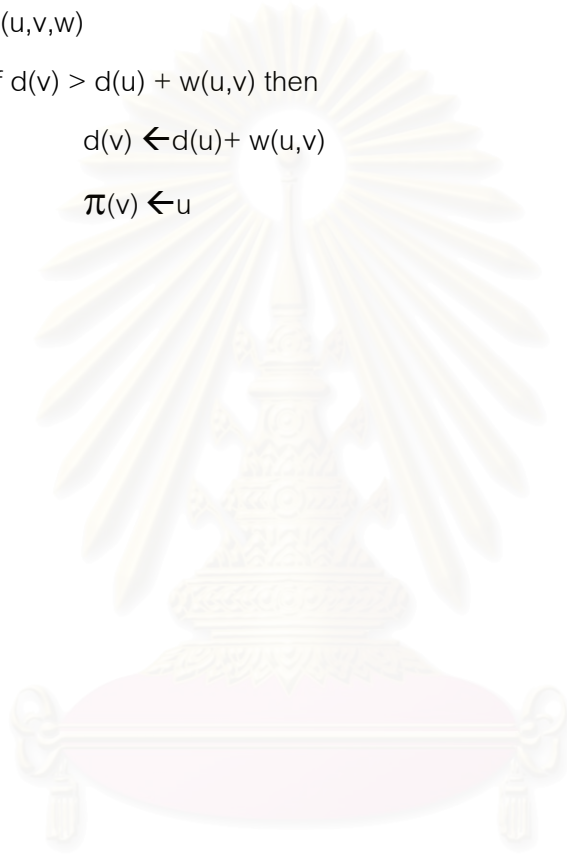 (u,v,w)
f d(v) > d(u) + w(u,v) then
d(v) ←d(u)+ w(u,v)
π(v) ←u